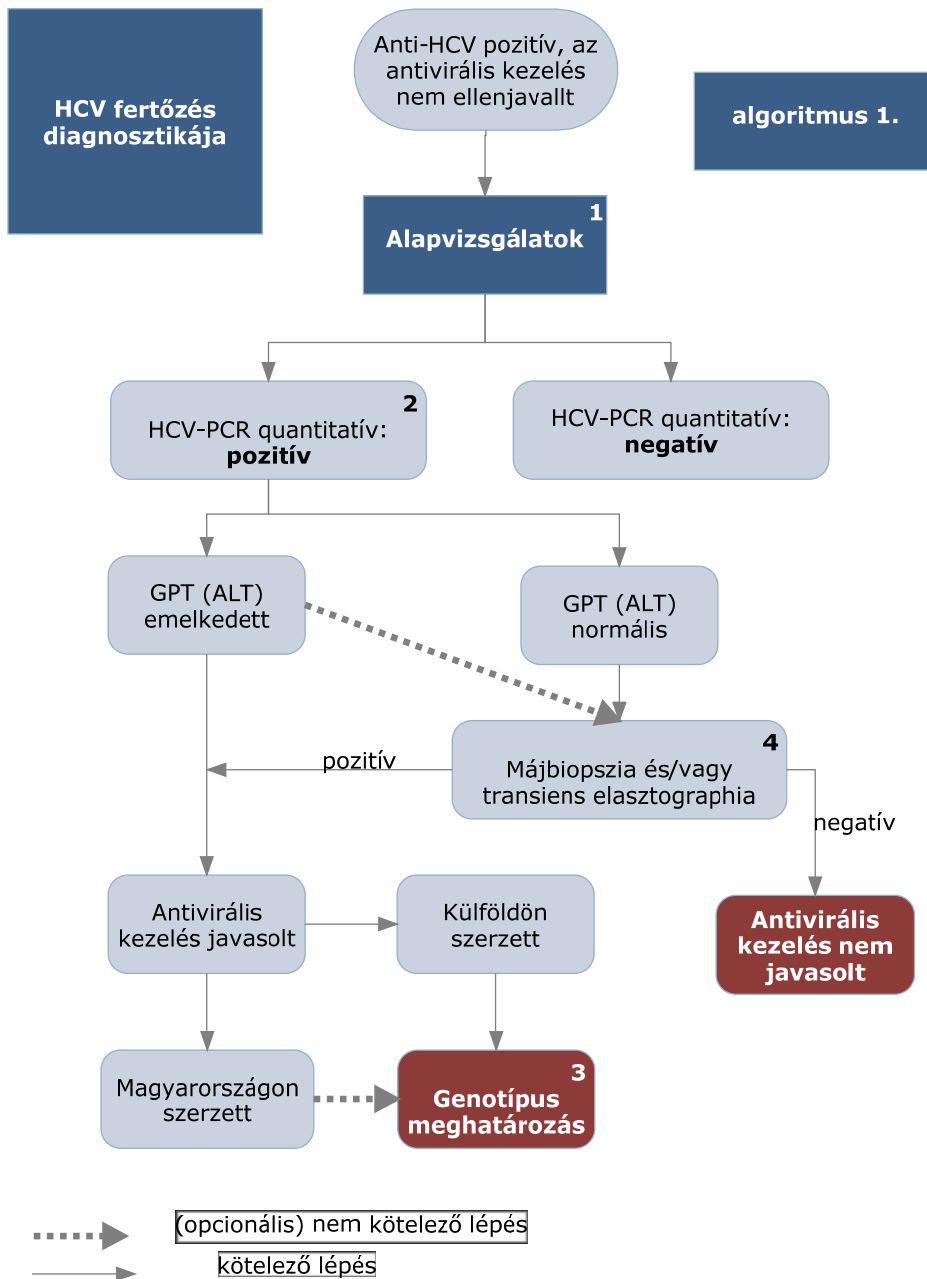 HCV fertőzés
diagnosztikája
Anti-HCV pozitív, az
antivirális kezelés
nem ellenjavallt
algoritmus 1.
1
Alapvizsgálatok
2
HCV-PCR quantitatív:
pozitív
HCV-PCR quantitatív:
negatív
GPT (ALT)
emelkedett
GPT (ALT)
normális
4
Májbiopszia és/vagy
transiens elasztographia
pozitív
negatív
Antivirális
kezelés javasolt
Külföldön
szerzett
Antivirális
kezelés nem
javasolt
Magyarországon
szerzett
3
Genotípus
meghatározás
(opcionális) nem kötelező lépés
kötelező lépés